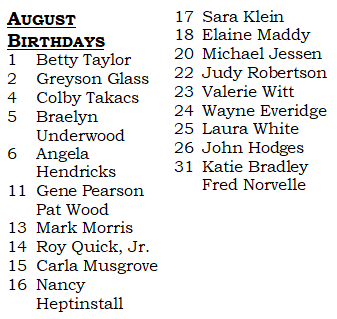 AUGUST
BIRTHDAYS
1 Betty Taylor
2 Greyson Glass
4 Colby Takacs
5 Braelyn
Underwood
6 Angela
Hendricks
11 Gene Pearson
Pat Wood
13 Mark Morris
14 Roy Quick, Jr.
15 Carla Musgrove
16 Nancy
Heptinstall
17 Sara Klein
18 Elaine Maddy
20 Michael Jessen
22 Judy Robertson
23 Valerie Witt
24 Wayne Everidge
25 Laura White
26 John Hodges
31 Katie Bradley
Fred Norvelle